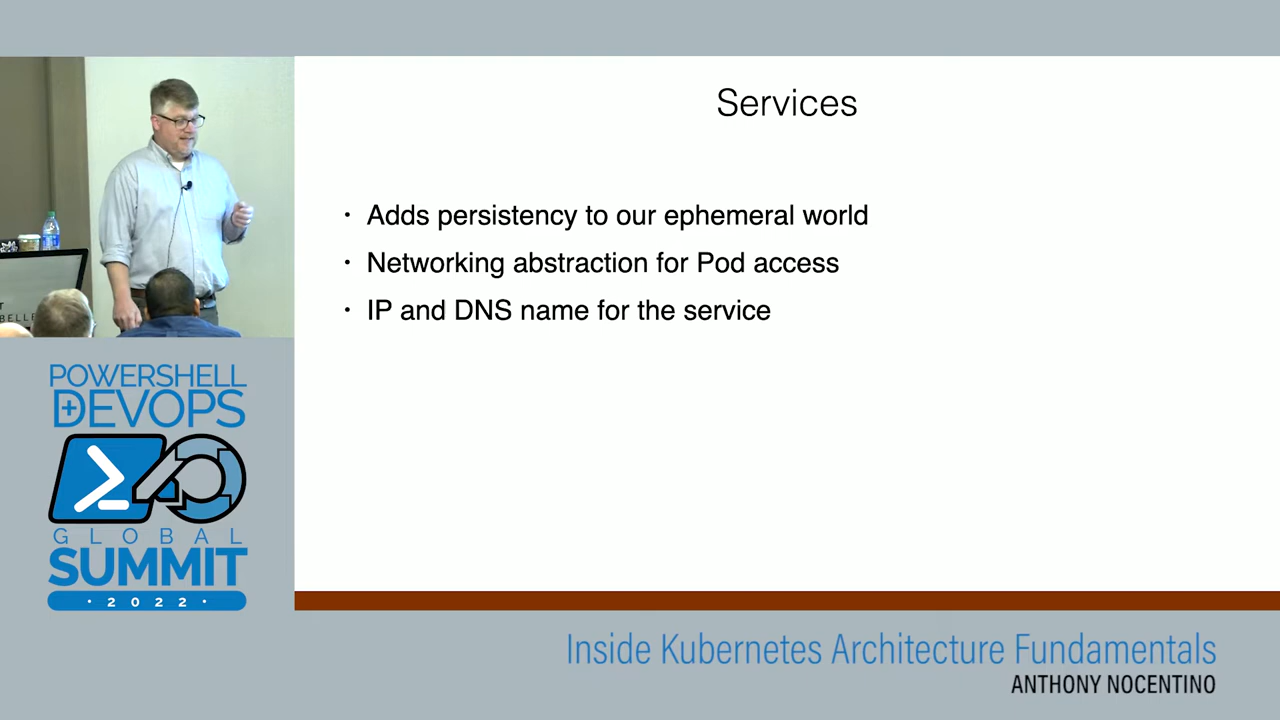 Services
· Adds persistency to our ephemeral world
· Networking abstraction for Pod access
· IP and DNS name for the service
POWERSHELL
+DEVOPS
GLOBAL
SUMMIT
· 2022 ·
Inside Kubernetes Architecture Fundamentals
ANTHONY NOCENTINO